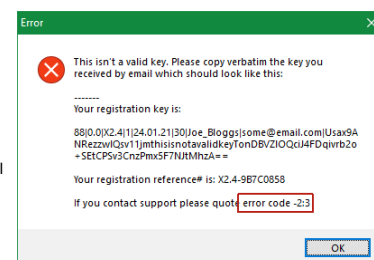 Error
This isn't a valid key. Please copy verbatim the key you
received by email which should look like this:
-------
Your registration key is:
88|0.0|X2.4|1|24.01.21|30|Joe_Bloggs|some@email.com|Usax9A
NRezzwIQsv11jmthisisnotavalidkeyTonDBVZIOQciJ4FDqivrb2o
+SEtCPSv3CnzPmx5F7NJtMhzA==
Your registration reference# is: X2.4-9B7C0858
If you contact support please quote error code -2:3
OK